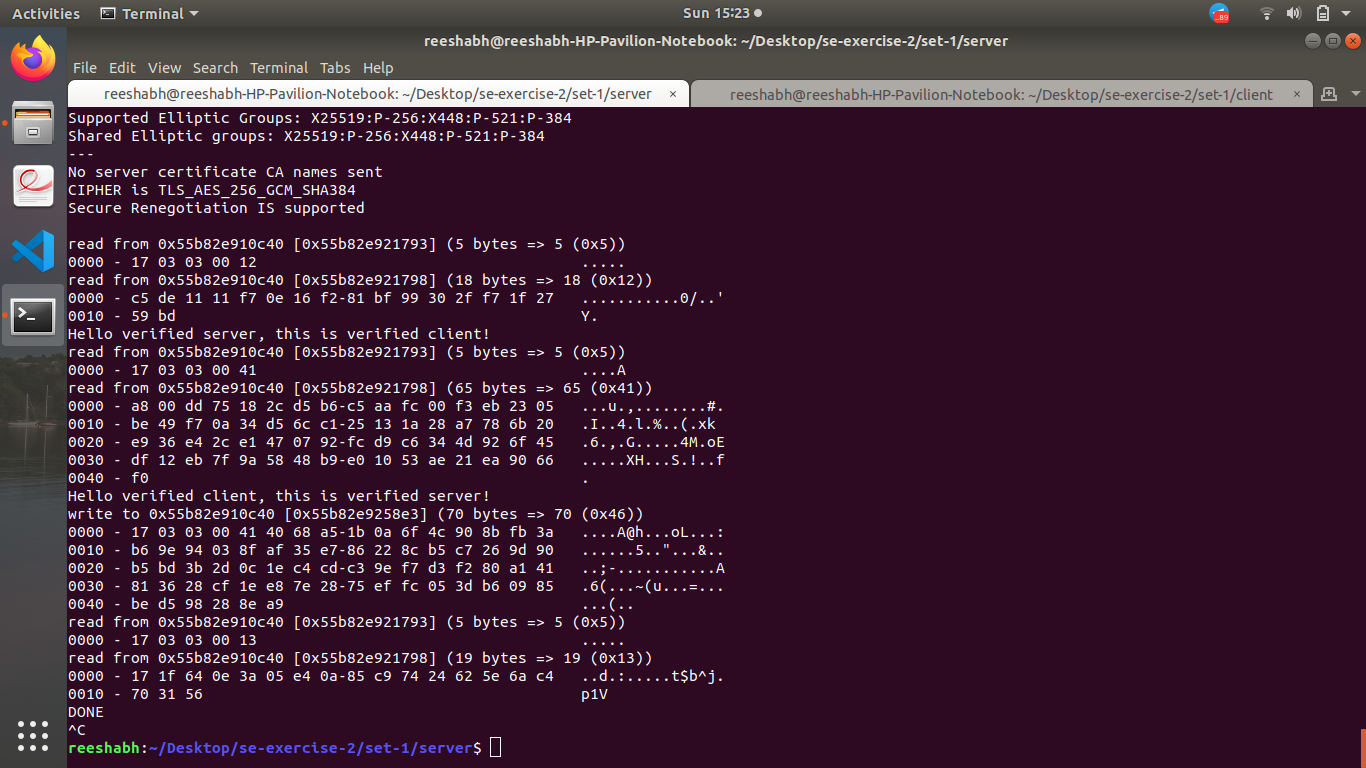 Activities Terminal Sun 15:23 89
reeshabh@reeshabh-HP-Pavilion-Notebook: ~/Desktop/se-exercise-2/set-1/server
File Edit View Search Terminal Tabs Help
reeshabh@reeshabh-HP-Pavilion-Notebook: ~/Desktop/se-exercise-2/set-1/server × reeshabh@reeshabh-HP-Pavilion-Notebook: ~/Desktop/se-exercise-2/set-1/client ×
Supported Elliptic Groups: X25519:P-256:X448:P-521:P-384
Shared Elliptic groups: X25519:P-256:X448:P-521:P-384
---
No server certificate CA names sent
CIPHER is TLS_AES_256_GCM_SHA384
Secure Renegotiation IS supported
read from 0x55b82e910c40 [0x55b82e921793] (5 bytes => 5 (0x5))
0000 - 17 03 03 00 12 .....
read from 0x55b82e910c40 [0x55b82e921798] (18 bytes => 18 (0x12))
0000 - c5 de 11 11 f7 0e 16 f2-81 bf 99 30 2f f7 1f 27 ...........0/..'
0010 - 59 bd Y.
Hello verified server, this is verified client!
read from 0x55b82e910c40 [0x55b82e921793] (5 bytes => 5 (0x5))
0000 - 17 03 03 00 41 ....A
read from 0x55b82e910c40 [0x55b82e921798] (65 bytes => 65 (0x41))
0000 - a8 00 dd 75 18 2c d5 b6-c5 aa fc 00 f3 eb 23 05 ...u.,........#.
0010 - be 49 f7 0a 34 d5 6c c1-25 13 1a 28 a7 78 6b 20 .I..4.l.%..(.xk
0020 - e9 36 e4 2c e1 47 07 92-fc d9 c6 34 4d 92 6f 45 .6.,.G.....4M.oE
0030 - df 12 eb 7f 9a 58 48 b9-e0 10 53 ae 21 ea 90 66 .....XH...S.!..f
0040 - f0 .
Hello verified client, this is verified server!
write to 0x55b82e910c40 [0x55b82e9258e3] (70 bytes => 70 (0x46))
0000 - 17 03 03 00 41 40 68 a5-1b 0a 6f 4c 90 8b fb 3a ....A@h...oL...:
0010 - b6 9e 94 03 8f af 35 e7-86 22 8c b5 c7 26 9d 90 ......5.."...&..
0020 - b5 bd 3b 2d 0c 1e c4 cd-c3 9e f7 d3 f2 80 a1 41 ..;-...........A
0030 - 81 36 28 cf 1e e8 7e 28-75 ef fc 05 3d b6 09 85 .6(...~(u...=...
0040 - be d5 98 28 8e a9 ...(..
read from 0x55b82e910c40 [0x55b82e921793] (5 bytes => 5 (0x5))
0000 - 17 03 03 00 13 .....
read from 0x55b82e910c40 [0x55b82e921798] (19 bytes => 19 (0x13))
0000 - 17 1f 64 0e 3a 05 e4 0a-85 c9 74 24 62 5e 6a c4 ..d.:.....t$b^j.
0010 - 70 31 56 p1V
DONE
^C
reeshabh:~/Desktop/se-exercise-2/set-1/server$